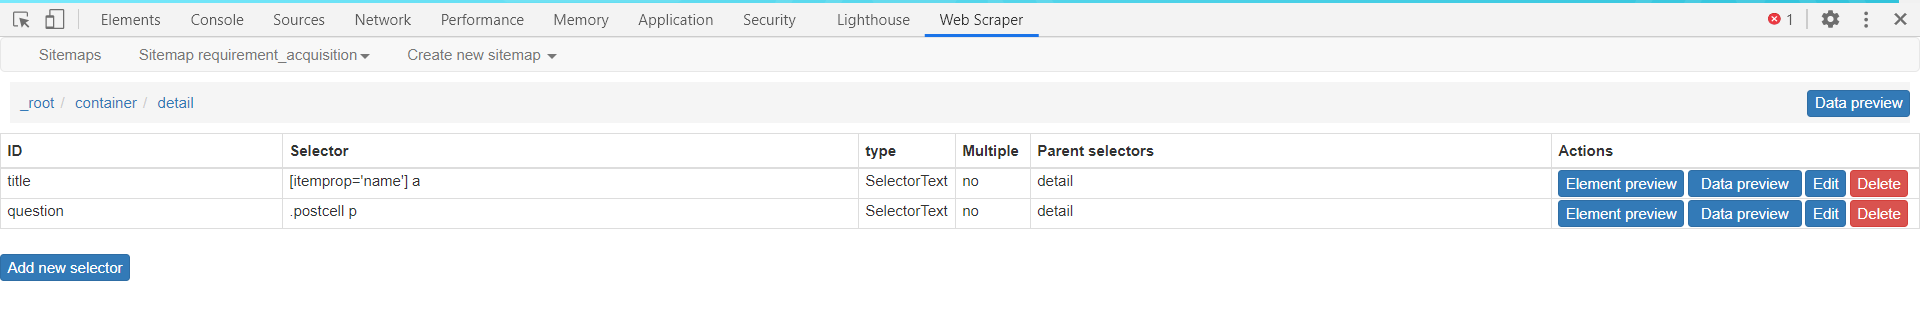 Elements Console Sources Network Performance Memory Application Security Lighthouse Web Scraper 1
Sitemaps Sitemap requirement_acquisition Create new sitemap
_root / container / detail Data preview
ID Selector type Multiple Parent selectors Actions
title [itemprop='name'] a SelectorText no detail Element preview Data preview Edit Delete
question .postcell p SelectorText no detail Element preview Data preview Edit Delete
Add new selector